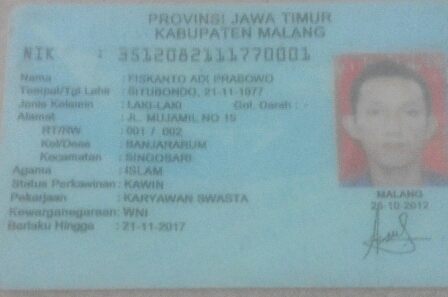 PROVINSI JAWA TIMUR
KABUPATEN MALANG
NIK : 3512082111770001
Nama : FISKANTO ADI PRABOWO
Tempat/Tgl Lahir : SITUBONDO, 21-11-1977
Jenis Kelamin : LAKI-LAKI Gol. Darah : -
Alamat : JL. MUJAMIL NO 15
RT/RW : 001 / 002
Kel/Desa : BANJARARUM
Kecamatan : SINGOSARI
Agama : ISLAM
Status Perkawinan : KAWIN
Pekerjaan : KARYAWAN SWASTA
Kewarganegaraan : WNI
Berlaku Hingga : 21-11-2017
MALANG
26-10-2012